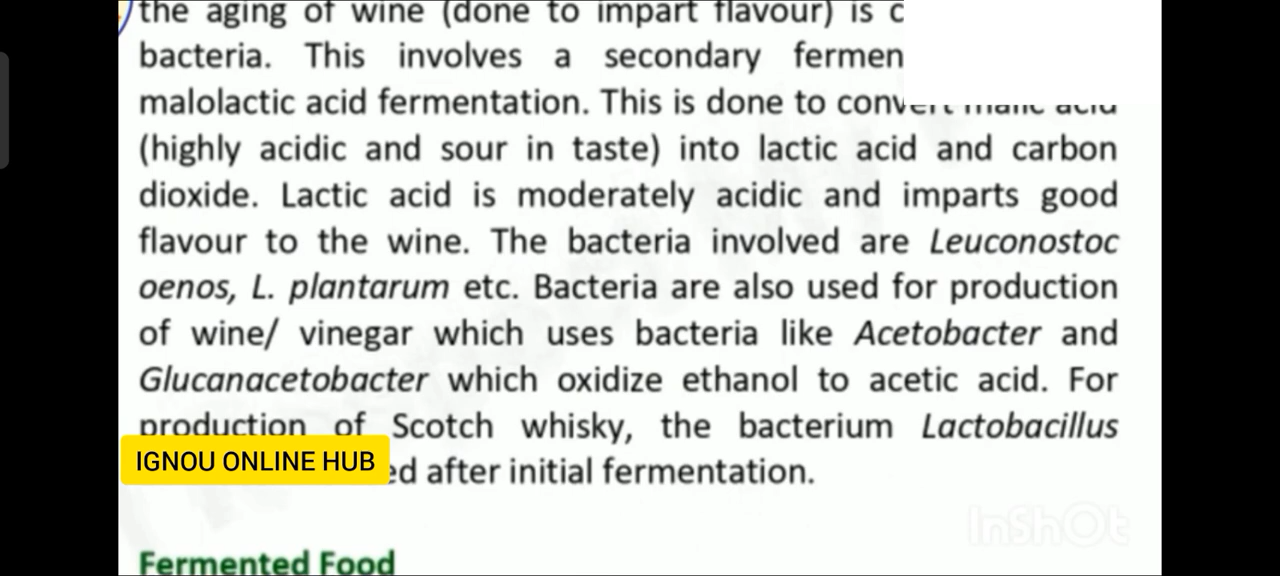 the aging of wine (done to impart flavour) is
bacteria. This involves a secondary fermen
malolactic acid fermentation. This is done to convert malic acid
(highly acidic and sour in taste) into lactic acid and carbon
dioxide. Lactic acid is moderately acidic and imparts good
flavour to the wine. The bacteria involved are Leuconostoc
oenos, L. plantarum etc. Bacteria are also used for production
of wine/ vinegar which uses bacteria like Acetobacter and
Glucanacetobacter which oxidize ethanol to acetic acid. For
production of Scotch whisky, the bacterium Lactobacillus
IGNOU ONLINE HUB
ed after initial fermentation.
InShOt
Fermented Food